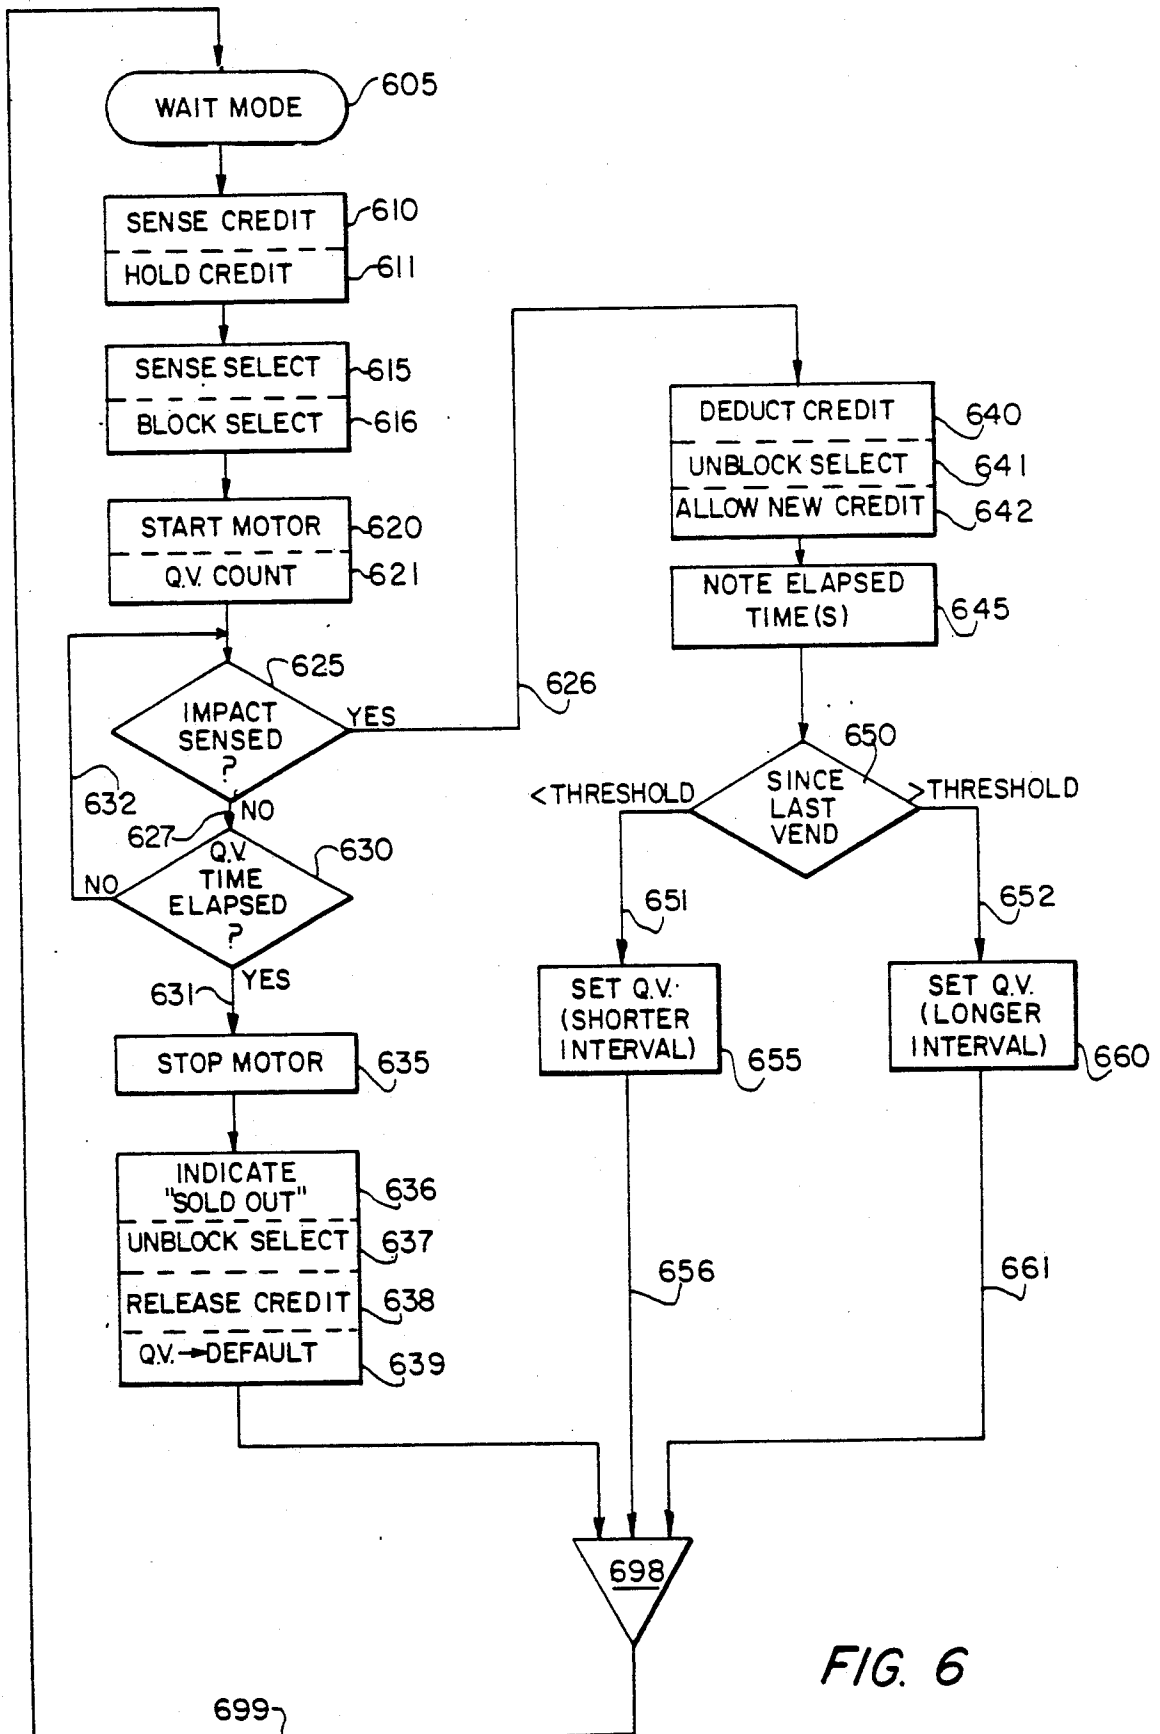 WAIT MODE
605
SENSE CREDIT
610
HOLD CREDIT
611
SENSE SELECT
615
BLOCK SELECT
616
START MOTOR
620
Q.V. COUNT
621
625
IMPACT
SENSED
?
YES
626
NO
627
632
630
Q.V.
TIME
ELAPSED
?
NO
YES
631
STOP MOTOR
635
INDICATE
"SOLD OUT"
636
UNBLOCK SELECT
637
RELEASE CREDIT
638
Q.V.→DEFAULT
639
DEDUCT CREDIT
640
UNBLOCK SELECT
641
ALLOW NEW CREDIT
642
NOTE ELAPSED
TIME(S)
645
650
SINCE
LAST
VEND
<THRESHOLD
>THRESHOLD
651
652
SET Q.V.
(SHORTER
INTERVAL)
655
SET Q.V.
(LONGER
INTERVAL)
660
656
661
698
699
FIG. 6